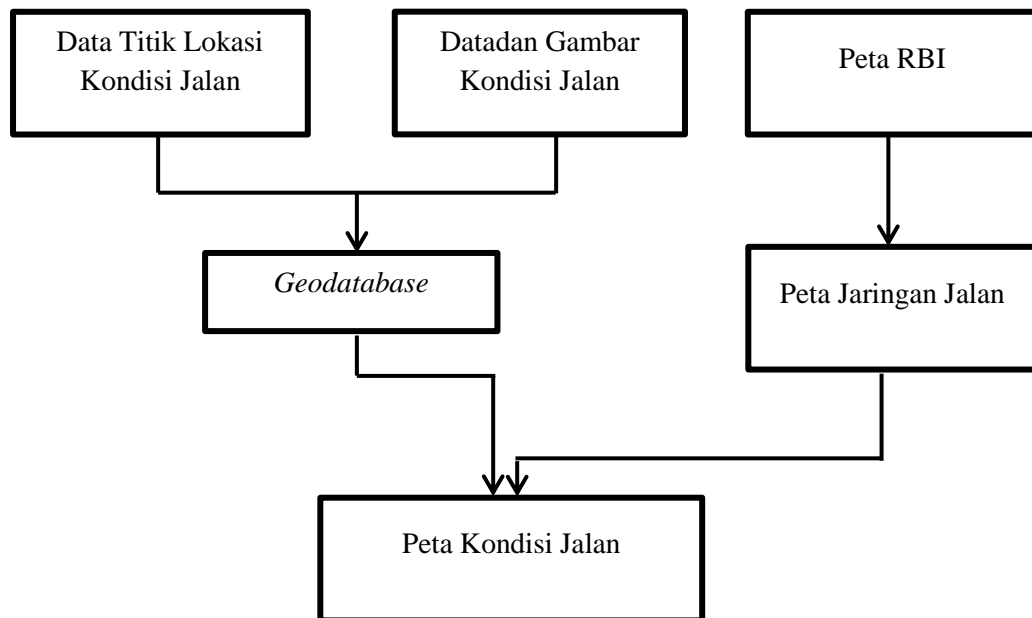 Data Titik Lokasi
Kondisi Jalan
Datadan Gambar
Kondisi Jalan
Peta RBI
Geodatabase
Peta Jaringan Jalan
Peta Kondisi Jalan